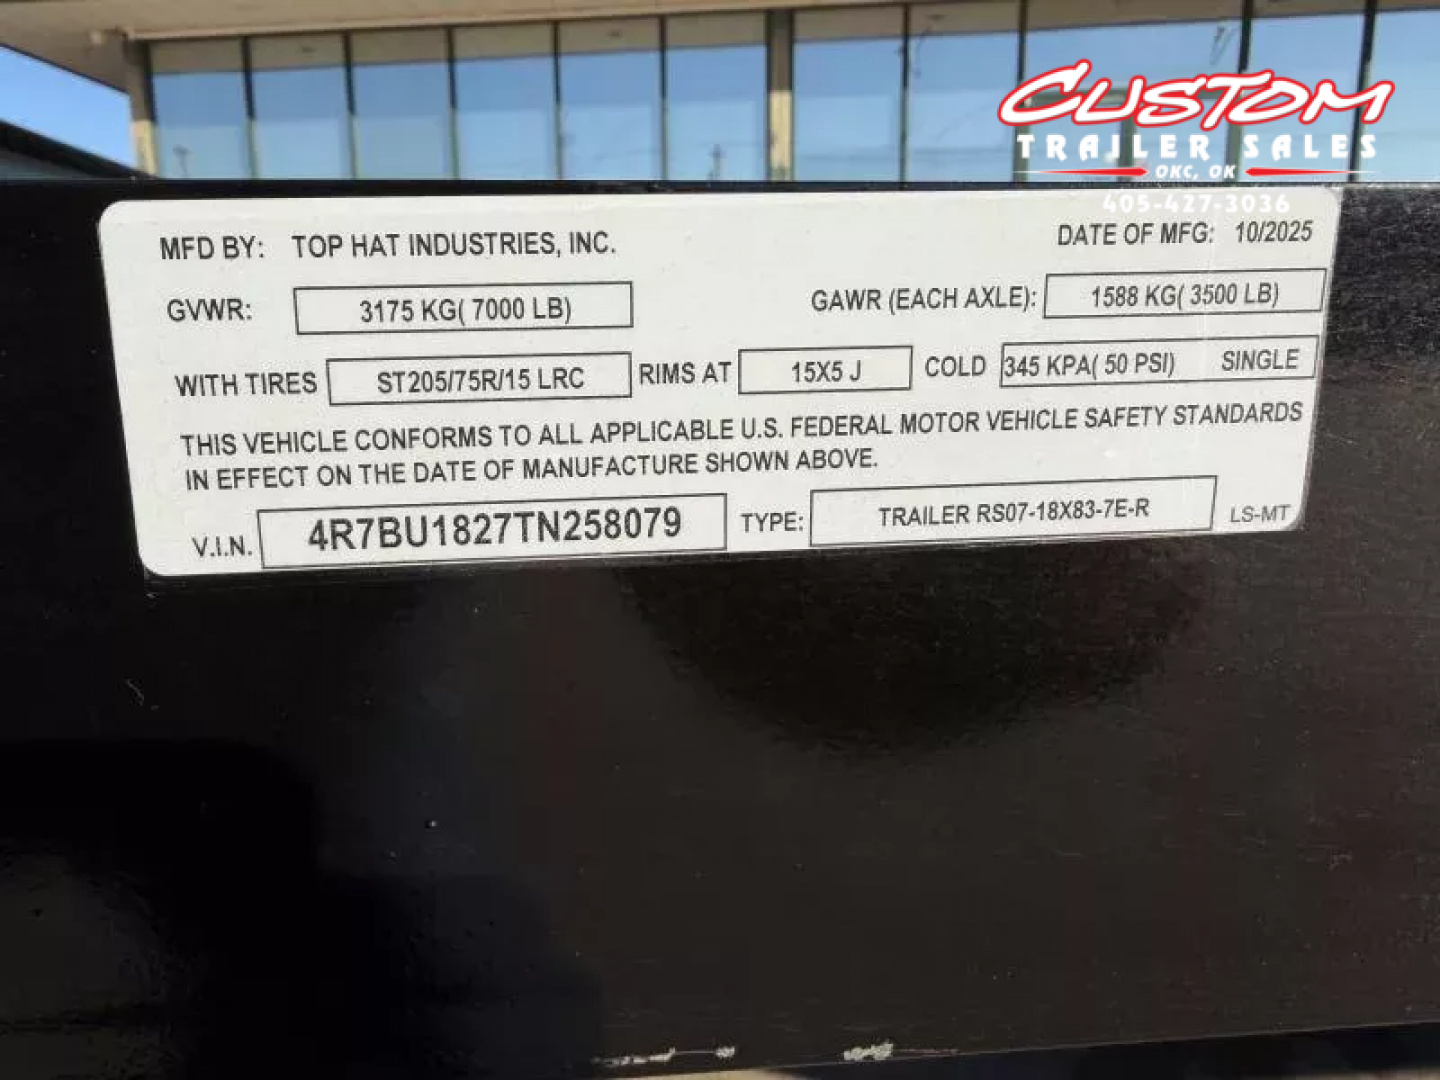 CUSTOM
TRAILER SALES
OKC, OK
405-427-3036
MFD BY: TOP HAT INDUSTRIES, INC. DATE OF MFG: 10/2025
GVWR: 3175 KG( 7000 LB) GAWR (EACH AXLE): 1588 KG( 3500 LB)
WITH TIRES ST205/75R/15 LRC RIMS AT 15X5 J COLD 345 KPA( 50 PSI) SINGLE
THIS VEHICLE CONFORMS TO ALL APPLICABLE U.S. FEDERAL MOTOR VEHICLE SAFETY STANDARDS
IN EFFECT ON THE DATE OF MANUFACTURE SHOWN ABOVE.
V.I.N. 4R7BU1827TN258079 TYPE: TRAILER RS07-18X83-7E-R LS-MT